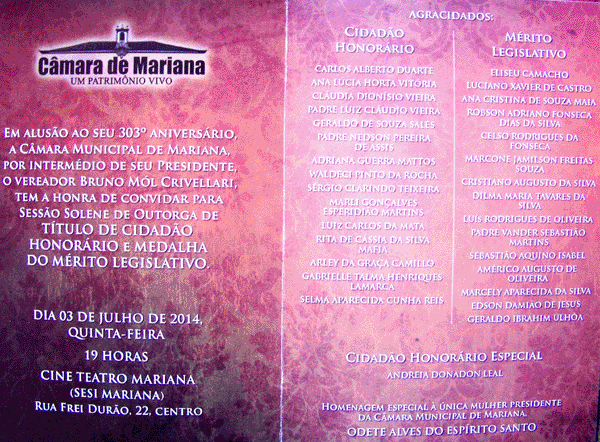 Câmara de Mariana
UM PATRIMÔNIO VIVO
EM ALUSÃO AO SEU 303º ANIVERSÁRIO,
A CÂMARA MUNICIPAL DE MARIANA,
POR INTERMÉDIO DE SEU PRESIDENTE,
O VEREADOR BRUNO MÓL CRIVELLARI,
TEM A HONRA DE CONVIDAR PARA
SESSÃO SOLENE DE OUTORGA DE
TÍTULO DE CIDADÃO
HONORÁRIO E MEDALHA
DO MÉRITO LEGISLATIVO.
DIA 03 DE JULHO DE 2014,
QUINTA-FEIRA
19 HORAS
CINE TEATRO MARIANA
(SESI MARIANA)
RUA FREI DURÃO, 22, CENTRO
AGRACIADOS:
CIDADÃO
HONORÁRIO
CARLOS ALBERTO DUARTE
ANA LÚCIA HORTA VITÓRIA
CLÁUDIA DIONÍSIO VIEIRA
PADRE LUIZ CLÁUDIO VIEIRA
GERALDO DE SOUZA SALES
PADRE NEDSON PEREIRA
DE ASSIS
ADRIANA GUERRA MATTOS
WALDECI PINTO DA ROCHA
SÉRGIO CLARINDO TEIXEIRA
MARLI GONÇALVES
ESPERIDIÃO MARTINS
LUIZ CARLOS DA MATA
RITA DE CÁSSIA DA SILVA
MAFIA
ARLEY DA GRAÇA CAMILLO
GABRIELLE TALMA HENRIQUES
LAMARCA
SELMA APARECIDA CUNHA REIS
MÉRITO
LEGISLATIVO
ELISEU CAMACHO
LUCIANO XAVIER DE CASTRO
ANA CRISTINA DE SOUZA MAIA
ROBSON ADRIANO FONSECA
DIAS DA SILVA
CELSO RODRIGUES DA
FONSECA
MARCONE JAMILSON FREITAS
SOUZA
CRISTIANO AUGUSTO DA SILVA
DILMA MARIA TAVARES DA
SILVA
LUÍS RODRIGUES DE OLIVEIRA
PADRE VANDER SEBASTIÃO
MARTINS
SEBASTIÃO AQUINO ISABEL
AMÉRICO AUGUSTO DE
OLIVEIRA
MARCELY APARECIDA DA SILVA
EDSON DAMIÃO DE JESUS
GERALDO IBRAHIM ULHÔA
CIDADÃO HONORÁRIO ESPECIAL
ANDREIA DONADON LEAL
HOMENAGEM ESPECIAL À ÚNICA MULHER PRESIDENTE
DA CÂMARA MUNICIPAL DE MARIANA.
ODETE ALVES DO ESPÍRITO SANTO